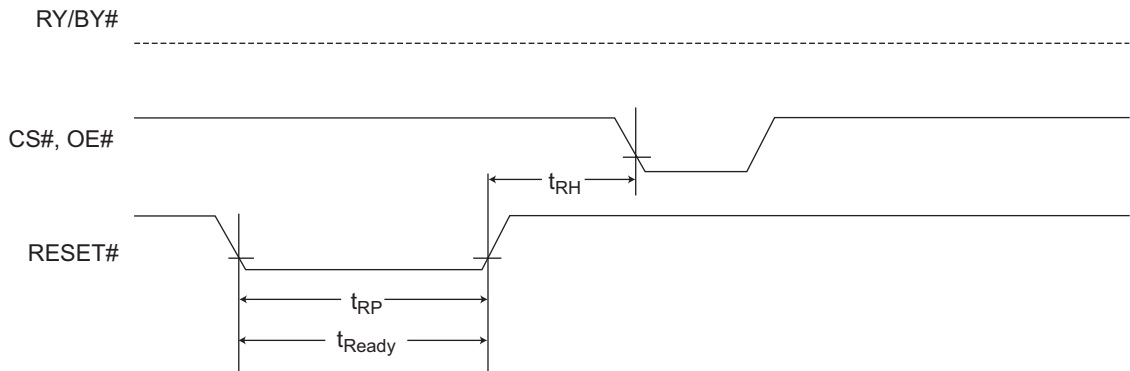 RY/BY#
CS#, OE#
tRH
RESET#
tRP
tReady